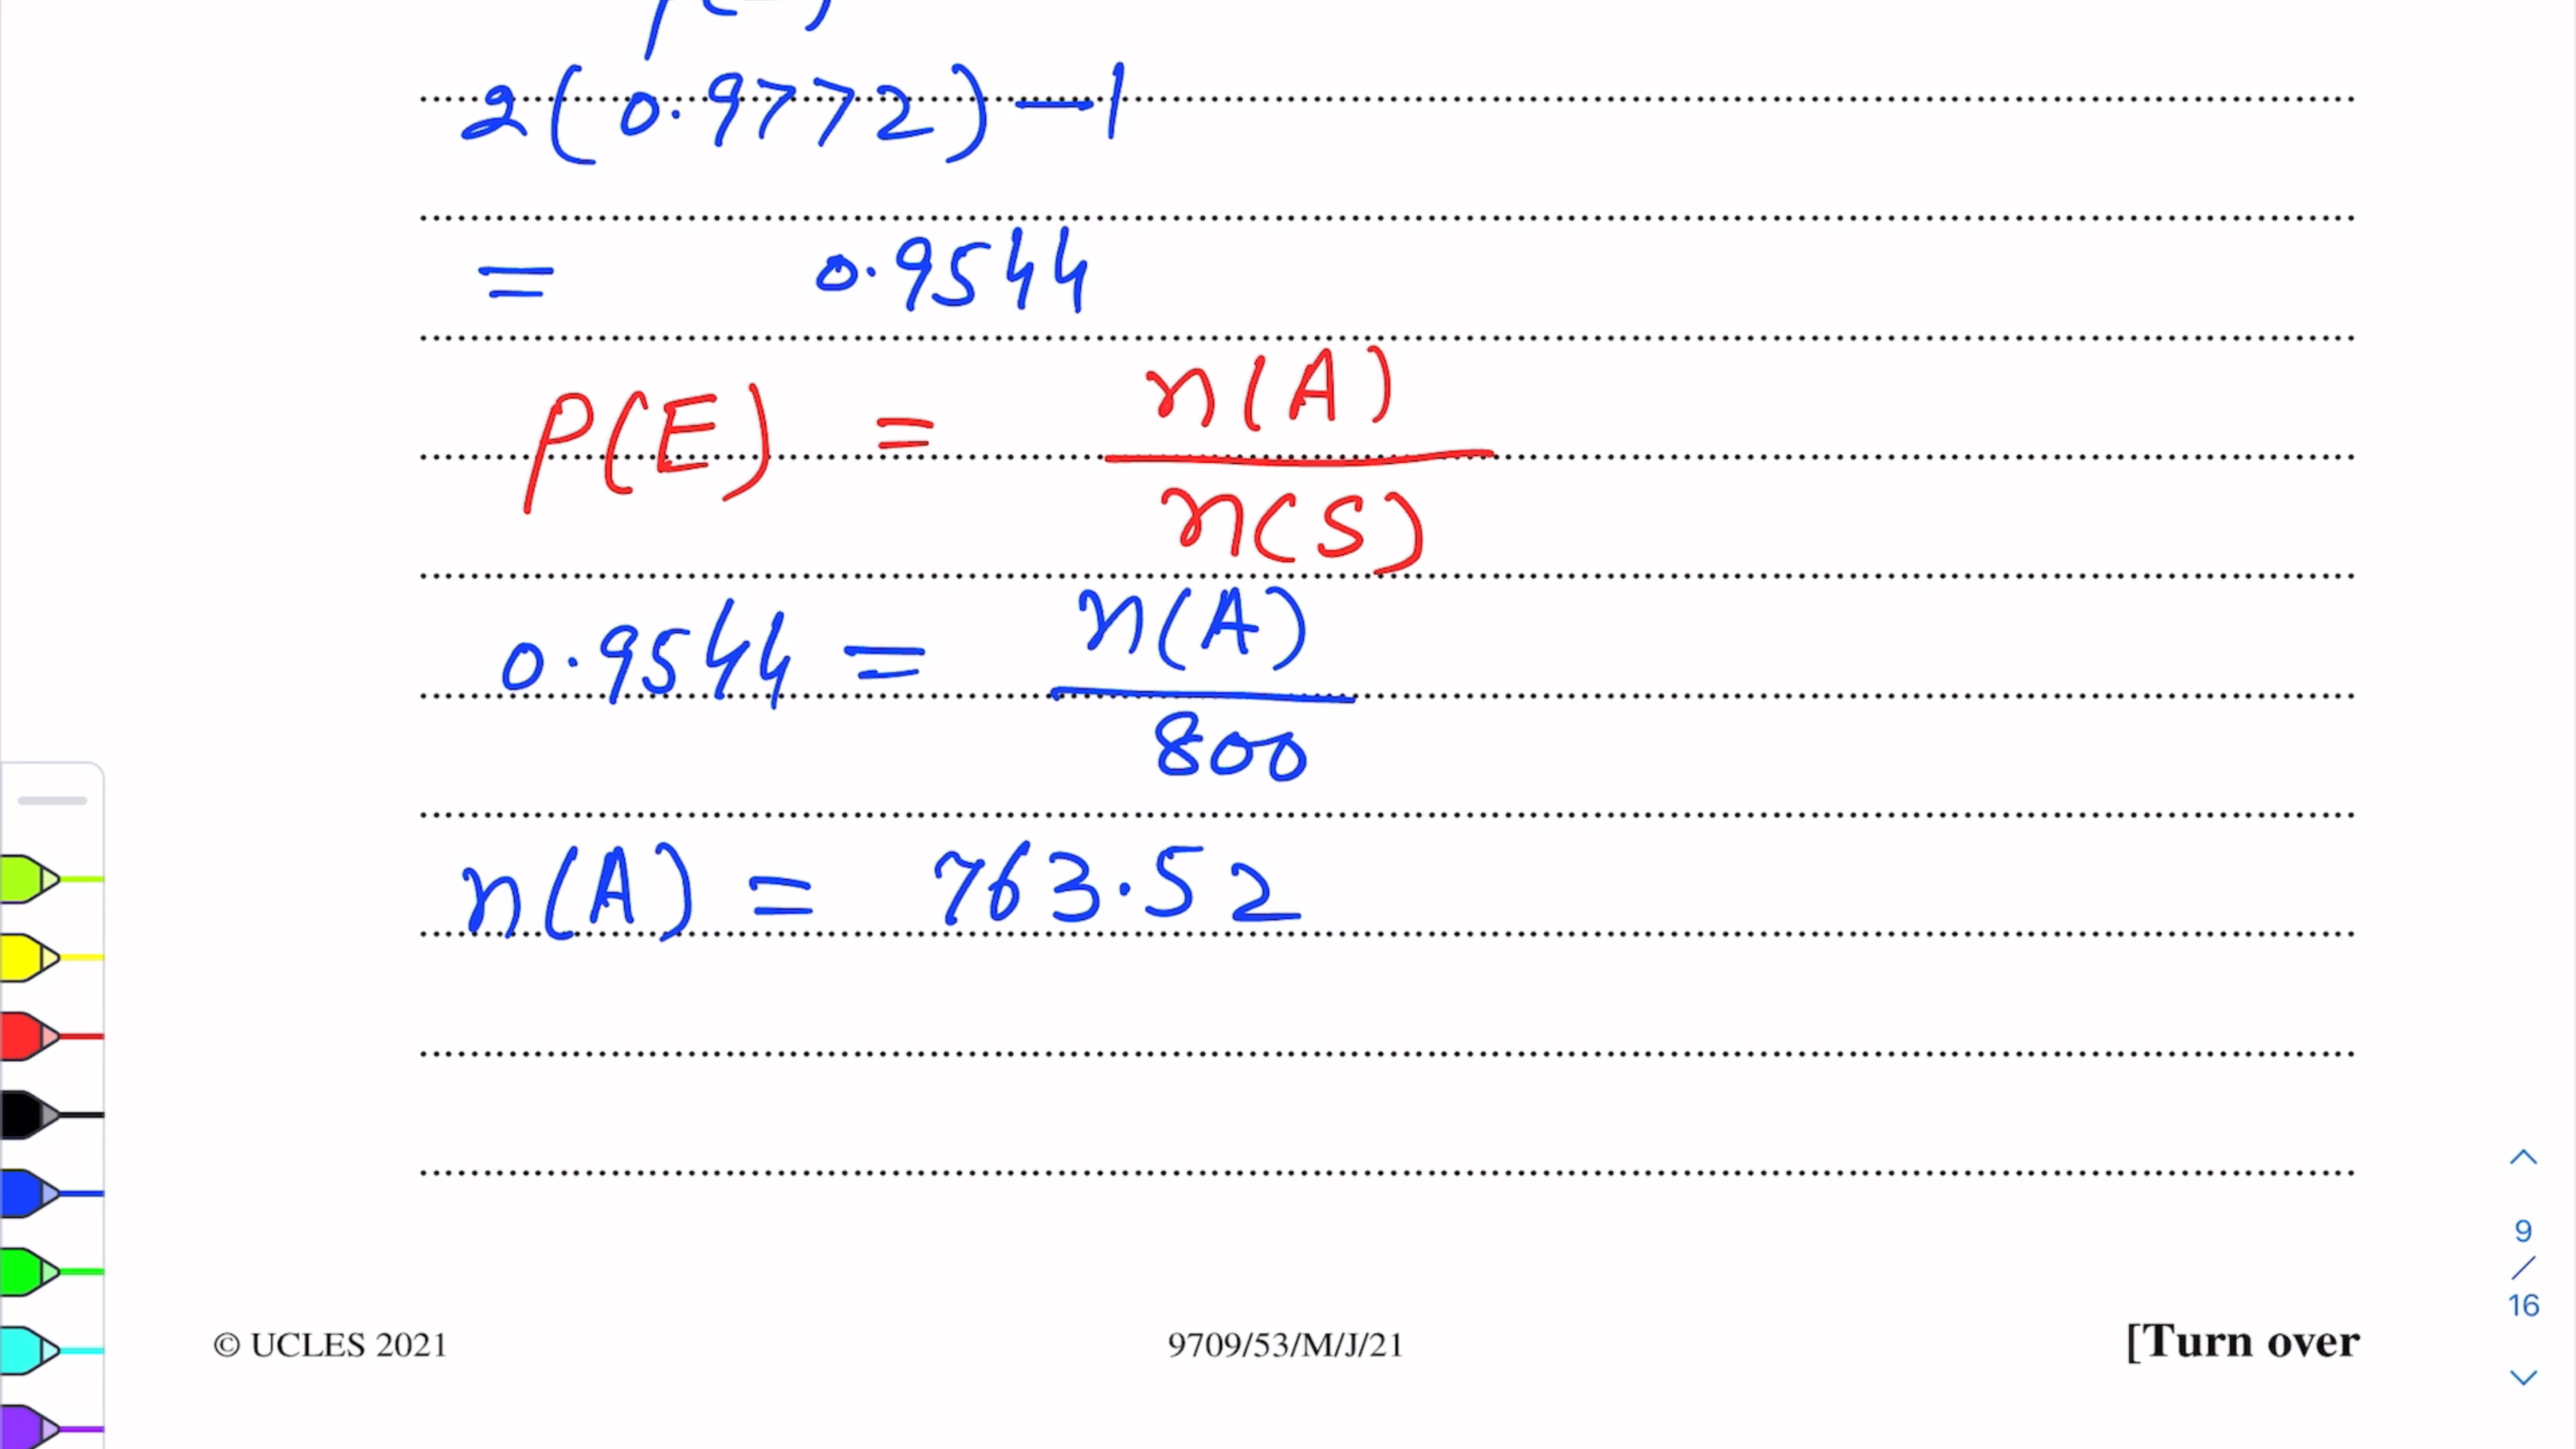 2(0.9772)-1
= 0.9544
P(E) = n(A)/n(S)
0.9544 = n(A)/800
n(A) = 763.52
9
/
16
© UCLES 2021 9709/53/M/J/21 [Turn over